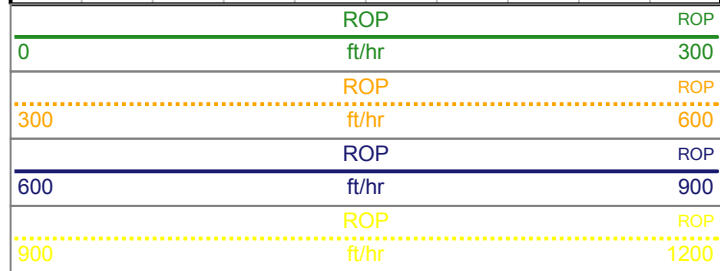 ROP ROP
0 ft/hr 300
ROP ROP
300 ft/hr 600
ROP ROP
600 ft/hr 900
ROP ROP
900 ft/hr 1200